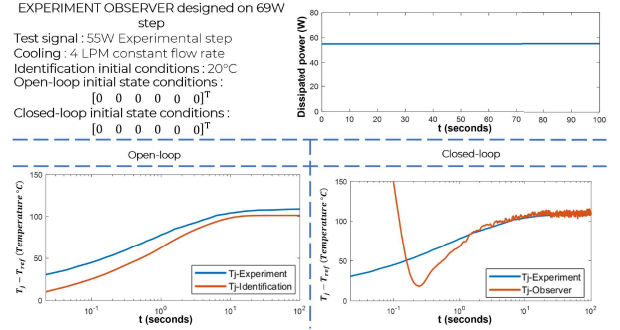 EXPERIMENT OBSERVER designed on 69W
step
Test signal : 55W Experimental step
Cooling : 4 LPM constant flow rate
Identification initial conditions : 20°C
Open-loop initial state conditions :
[0 0 0 0 0 0]ᵀ
Closed-loop initial state conditions :
[0 0 0 0 0 0]ᵀ
Dissipated power (W)
80
60
40
20
0
0 10 20 30 40 50 60 70 80 90 100
t (seconds)
Open-loop
Closed-loop
T_j − T_ref (Temperature °C)
150
100
50
0
10⁻¹ 10⁰ 10¹ 10²
t (seconds)
Tj-Experiment
Tj-Identification
T_j − T_ref (Temperature °C)
150
100
50
0
10⁻¹ 10⁰ 10¹ 10²
t (seconds)
Tj-Experiment
Tj-Observer